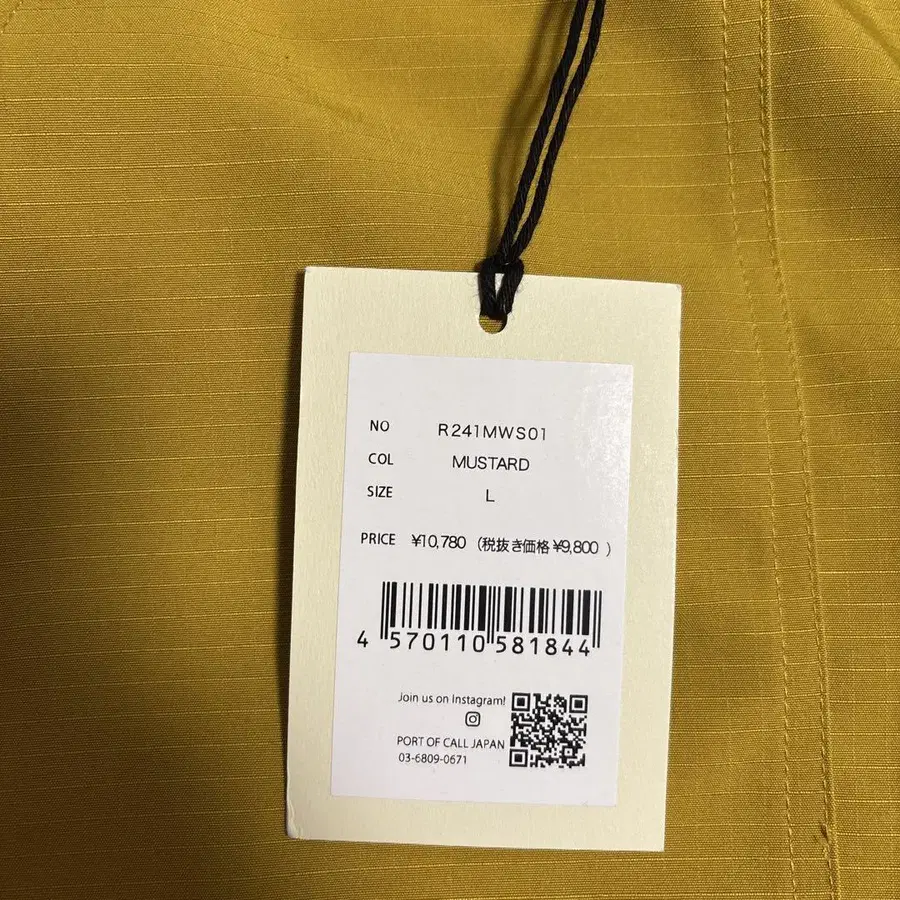 NO R241MWS01
COL MUSTARD
SIZE L
PRICE ¥10,780 (税抜き価格 ¥9,800 )
4 570110 581844
Join us on Instagram!
PORT OF CALL JAPAN
03-6809-0671